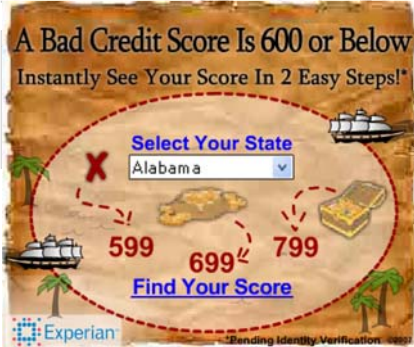 A Bad Credit Score Is 600 or Below
Instantly See Your Score In 2 Easy Steps!*
Select Your State
Alabama
X
599
699
799
Find Your Score
Experian
*Pending Identity Verification